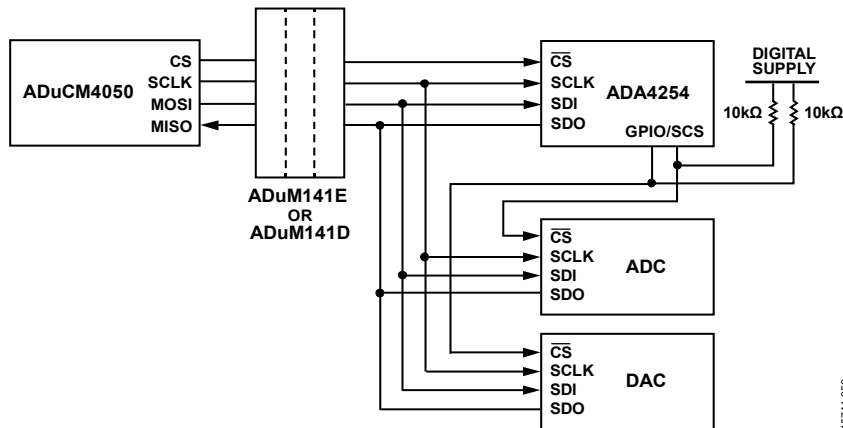 ADuCM4050
CS
SCLK
MOSI
MISO
ADuM141E
OR
ADuM141D
CS
SCLK
SDI
SDO
ADA4254
GPIO/SCS
DIGITAL
SUPPLY
10kΩ
10kΩ
CS
SCLK
SDI
SDO
ADC
CS
SCLK
SDI
SDO
DAC